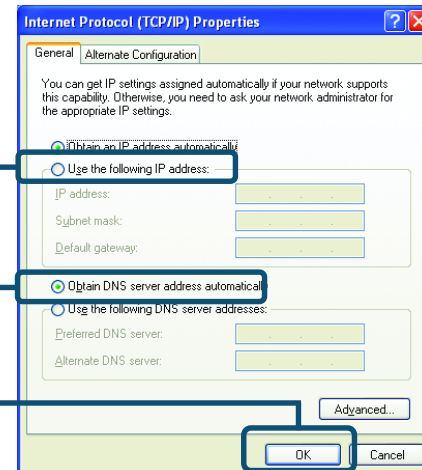 Internet Protocol (TCP/IP) Properties
General Alternate Configuration
You can get IP settings assigned automatically if your network supports
this capability. Otherwise, you need to ask your network administrator for
the appropriate IP settings.
Obtain an IP address automatically
Use the following IP address:
IP address:
Subnet mask:
Default gateway:
Obtain DNS server address automatically
Use the following DNS server addresses:
Preferred DNS server:
Alternate DNS server:
Advanced...
OK Cancel